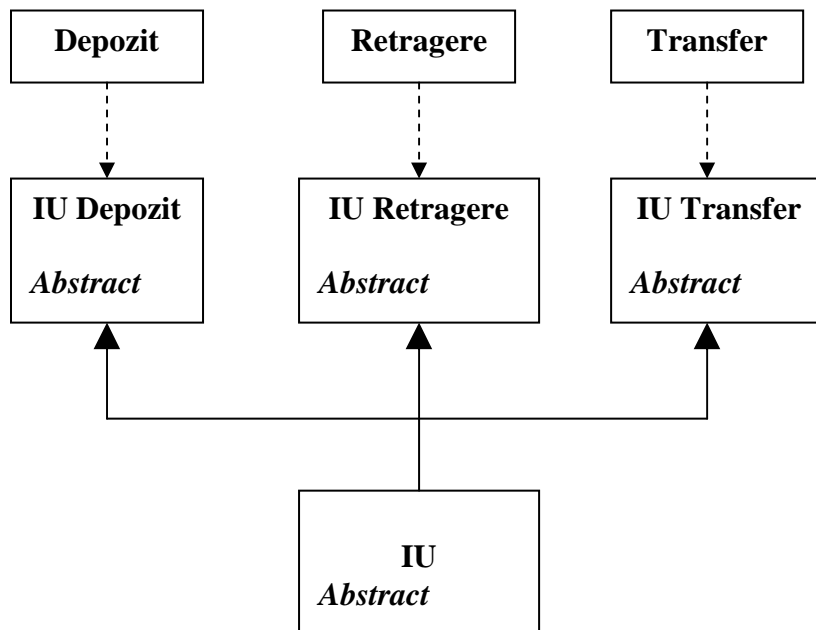 Depozit
Retragere
Transfer
IU Depozit
IU Retragere
IU Transfer
Abstract
Abstract
Abstract
IU
Abstract